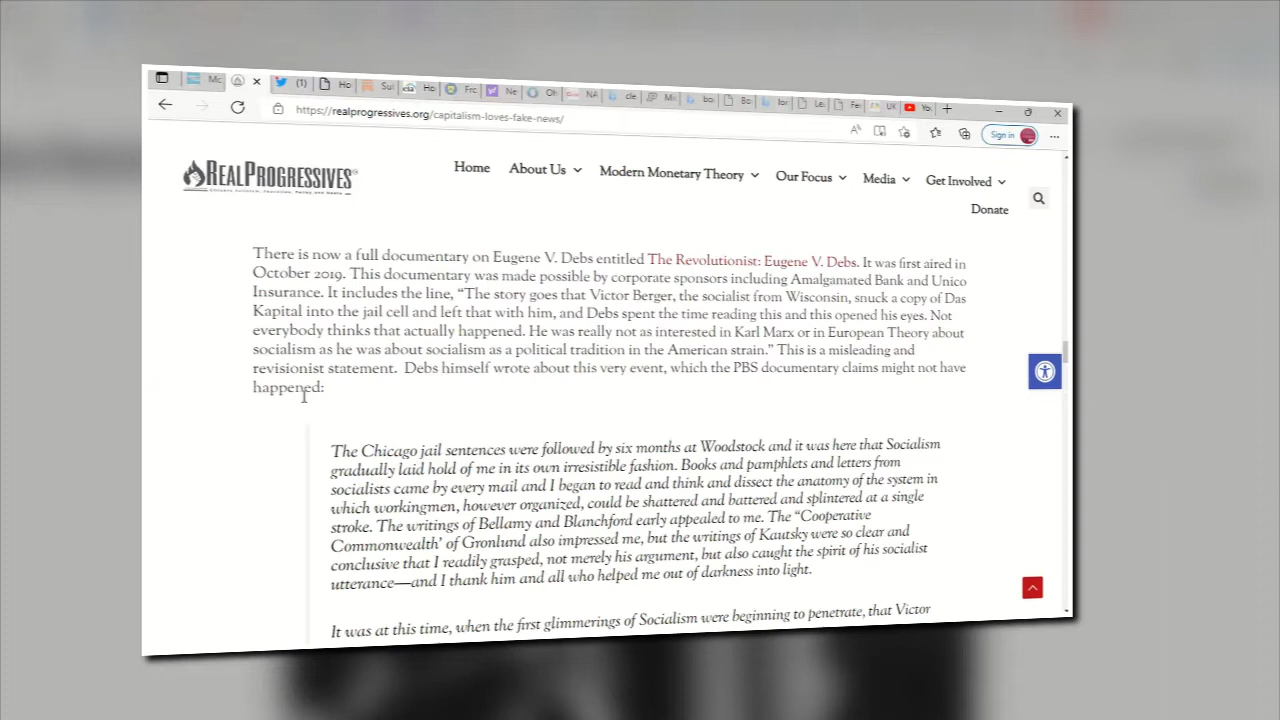 (1)
https://realprogressives.org/capitalism-loves-fake-news/
Sign in
REALPROGRESSIVES
Home
About Us
Modern Monetary Theory
Our Focus
Media
Get Involved
Donate
There is now a full documentary on Eugene V. Debs entitled The Revolutionist: Eugene V. Debs. It was first aired in
October 2019. This documentary was made possible by corporate sponsors including Amalgamated Bank and Unico
Insurance. It includes the line, “The story goes that Victor Berger, the socialist from Wisconsin, snuck a copy of Das
Kapital into the jail cell and left that with him, and Debs spent the time reading this and this opened his eyes. Not
everybody thinks that actually happened. He was really not as interested in Karl Marx or in European Theory about
socialism as he was about socialism as a political tradition in the American strain.” This is a misleading and
revisionist statement. Debs himself wrote about this very event, which the PBS documentary claims might not have
happened:
The Chicago jail sentences were followed by six months at Woodstock and it was here that Socialism
gradually laid hold of me in its own irresistible fashion. Books and pamphlets and letters from
socialists came by every mail and I began to read and think and dissect the anatomy of the system in
which workingmen, however organized, could be shattered and battered and splintered at a single
stroke. The writings of Bellamy and Blanchford early appealed to me. The “Cooperative
Commonwealth’ of Gronlund also impressed me, but the writings of Kautsky were so clear and
conclusive that I readily grasped, not merely his argument, but also caught the spirit of his socialist
utterance—and I thank him and all who helped me out of darkness into light.
It was at this time, when the first glimmerings of Socialism were beginning to penetrate, that Victor